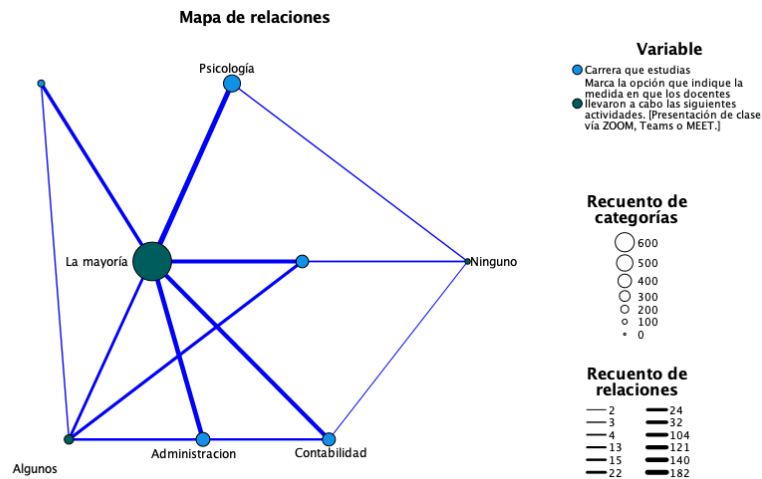 Mapa de relaciones
Psicología
La mayoría
Ninguno
Algunos
Administracion
Contabilidad
Variable
Carrera que estudias
Marca la opción que indique la
medida en que los docentes
llevaron a cabo las siguientes
actividades. [Presentación de clase
vía ZOOM, Teams o MEET.]
Recuento de
categorías
600
500
400
300
200
100
0
Recuento de
relaciones
2 24
3 32
4 104
13 121
15 140
22 182